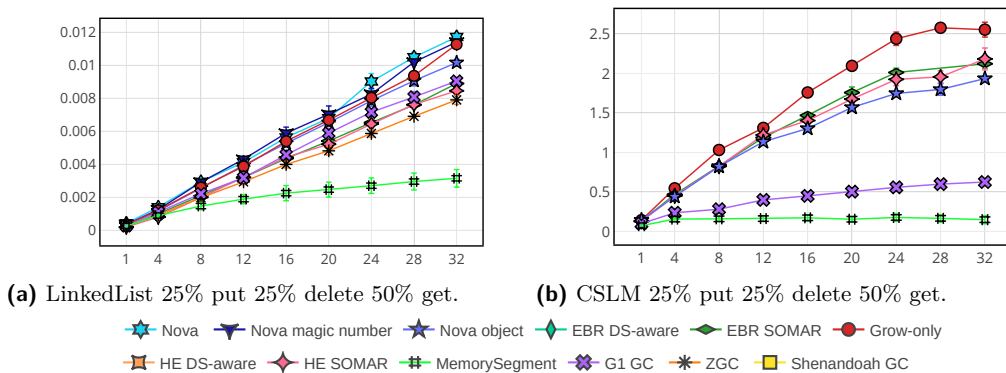 0.012
0.01
0.008
0.006
0.004
0.002
0
1 4 8 12 16 20 24 28 32
2.5
2
1.5
1
0.5
0
1 4 8 12 16 20 24 28 32
(a) LinkedList 25% put 25% delete 50% get.
(b) CSLM 25% put 25% delete 50% get.
Nova Nova magic number Nova object EBR DS-aware EBR SOMAR Grow-only
HE DS-aware HE SOMAR MemorySegment G1 GC ZGC Shenandoah GC